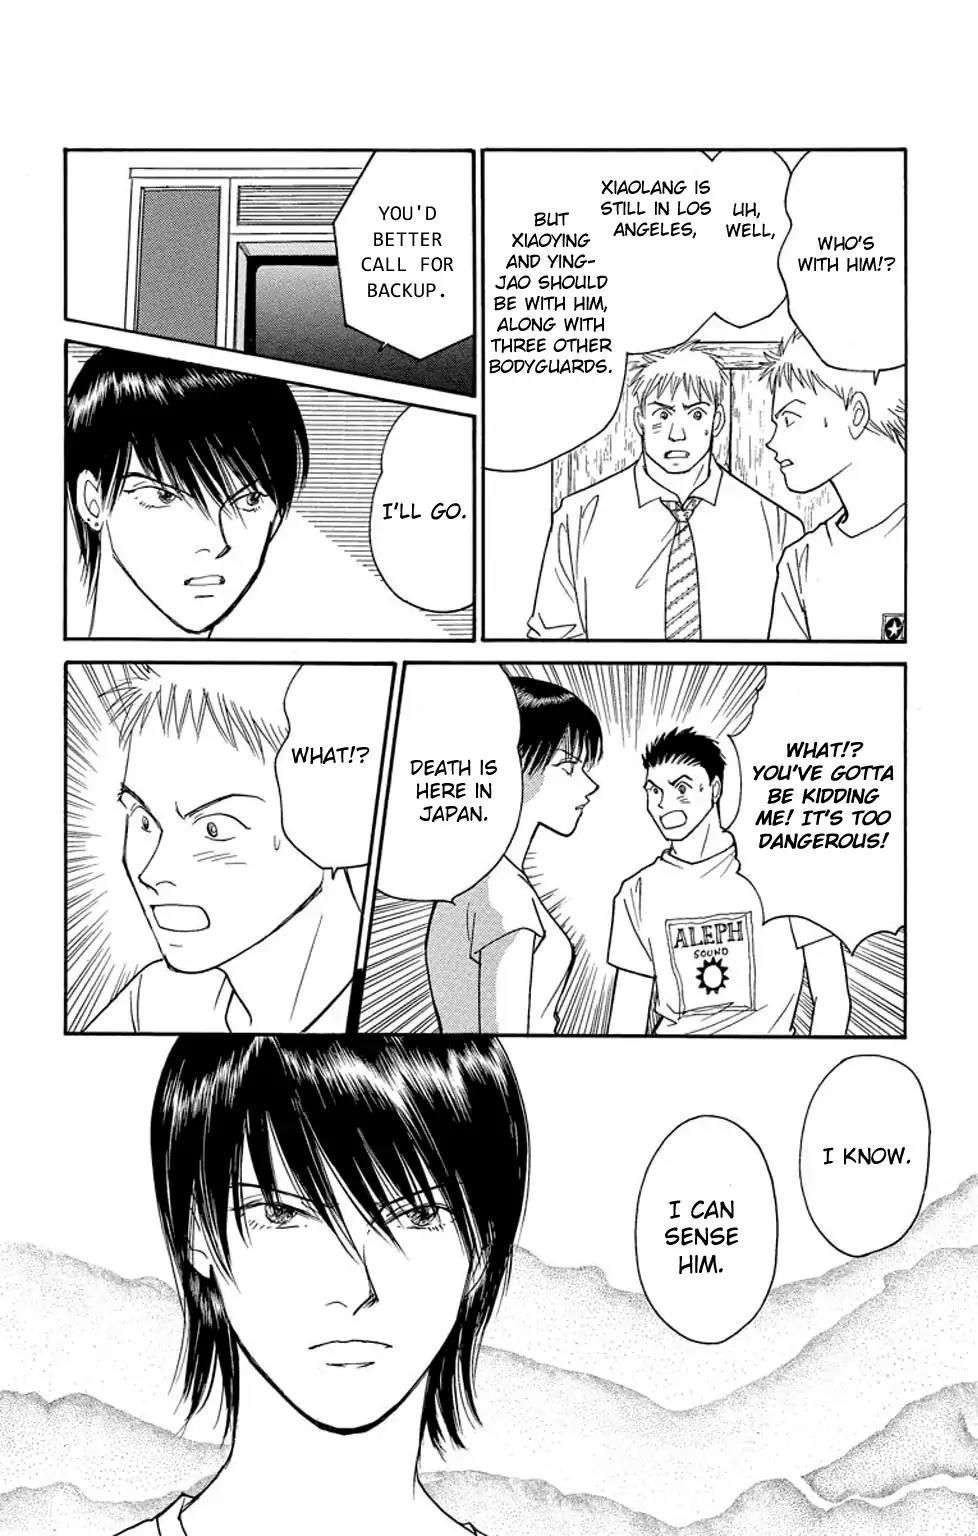 WHO'S
WITH HIM!?
UH,
WELL,
XIAOLANG IS
STILL IN LOS
ANGELES,
BUT
XIAOYING
AND YING-
JAO SHOULD
BE WITH HIM,
ALONG WITH
THREE OTHER
BODYGUARDS.
YOU'D
BETTER
CALL FOR
BACKUP.
I'LL GO.
WHAT!?
YOU'VE GOTTA
BE KIDDING
ME! IT'S TOO
DANGEROUS!
ALEPH
SOUND
DEATH IS
HERE IN
JAPAN.
WHAT!?
I KNOW.
I CAN
SENSE
HIM.